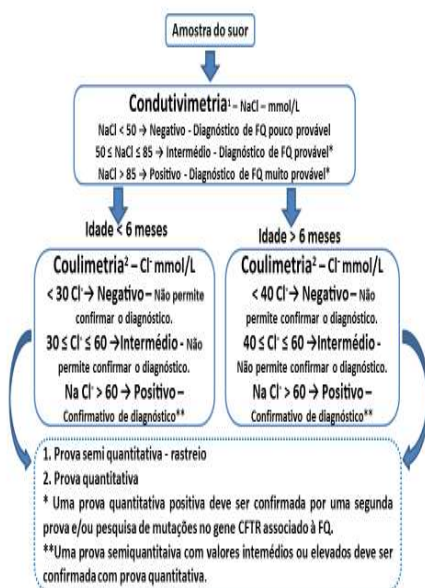 Amostra do suor
Condutivimetria¹ – NaCl – mmol/L
NaCl < 50 → Negativo - Diagnóstico de FQ pouco provável
50 ≤ NaCl ≤ 85 → Intermédio - Diagnóstico de FQ provável*
NaCl > 85 → Positivo - Diagnóstico de FQ muito provável*
Idade < 6 meses
Coulimetria² – Cl⁻ mmol/L
< 30 Cl⁻ → Negativo – Não permite
confirmar o diagnóstico.
30 ≤ Cl⁻ ≤ 60 → Intermédio - Não
permite confirmar o diagnóstico.
Na Cl⁻ > 60 → Positivo –
Confirmativo de diagnóstico**
Idade > 6 meses
Coulimetria² – Cl⁻ mmol/L
< 40 Cl⁻ → Negativo – Não
permite confirmar o diagnóstico.
40 ≤ Cl⁻ ≤ 60 → Intermédio -
Não permite confirmar o diagnóstico.
Na Cl⁻ > 60 → Positivo –
Confirmativo de diagnóstico**
1. Prova semi quantitativa - rastreio
2. Prova quantitativa
* Uma prova quantitativa positiva deve ser confirmada por uma segunda
prova e/ou pesquisa de mutações no gene CFTR associado à FQ.
**Uma prova semiquantitaiva com valores intemédios ou elevados deve ser
confirmada com prova quantitativa.